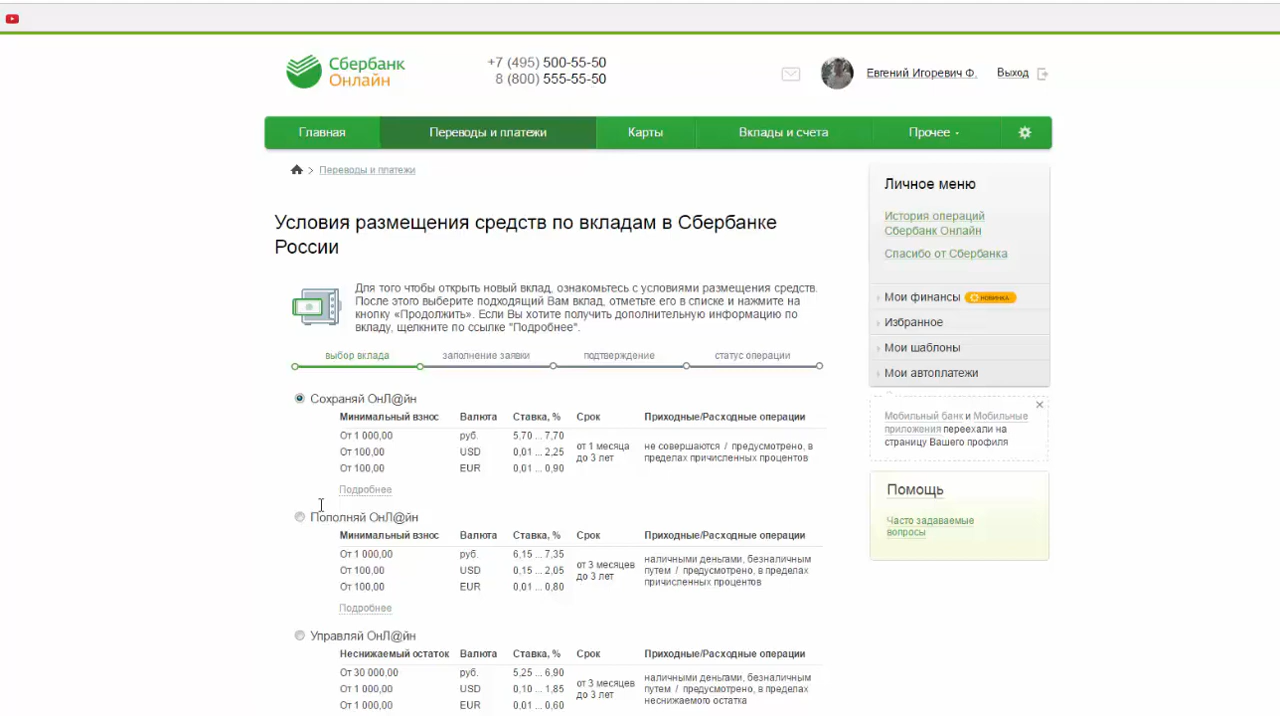 Сбербанк
Онлайн
+7 (495) 500-55-50
8 (800) 555-55-50
Евгений Игоревич Ф.
Выход
Главная
Переводы и платежи
Карты
Вклады и счета
Прочее
Переводы и платежи
Условия размещения средств по вкладам в Сбербанке
России
Для того чтобы открыть новый вклад, ознакомьтесь с условиями размещения средств.
После этого выберите подходящий Вам вклад, отметьте его в списке и нажмите на
кнопку «Продолжить». Если Вы хотите получить дополнительную информацию по
вкладу, щелкните по ссылке "Подробнее".
выбор вклада
заполнение заявки
подтверждение
статус операции
Сохраняй ОнЛ@йн
Минимальный взнос Валюта Ставка, % Срок Приходные/Расходные операции
От 1 000,00 руб. 5,70 ... 7,70
От 100,00 USD 0,01 ... 2,25
От 100,00 EUR 0,01 ... 0,90
от 1 месяца
до 3 лет
не совершаются / предусмотрено, в
пределах причисленных процентов
Подробнее
Пополняй ОнЛ@йн
Минимальный взнос Валюта Ставка, % Срок Приходные/Расходные операции
От 1 000,00 руб. 6,15 ... 7,35
От 100,00 USD 0,15 ... 2,05
От 100,00 EUR 0,01 ... 0,80
от 3 месяцев
до 3 лет
наличными деньгами, безналичным
путем / предусмотрено, в пределах
причисленных процентов
Подробнее
Управляй ОнЛ@йн
Неснижаемый остаток Валюта Ставка, % Срок Приходные/Расходные операции
От 30 000,00 руб. 5,25 ... 6,90
От 1 000,00 USD 0,10 ... 1,85
От 1 000,00 EUR 0,01 ... 0,60
от 3 месяцев
до 3 лет
наличными деньгами, безналичным
путем / предусмотрено, в пределах
неснижаемого остатка
Личное меню
История операций
Сбербанк Онлайн
Спасибо от Сбербанка
Мои финансы НОВИНКА
Избранное
Мои шаблоны
Мои автоплатежи
Мобильный банк и Мобильные
приложения переехали на
страницу Вашего профиля
Помощь
Часто задаваемые
вопросы